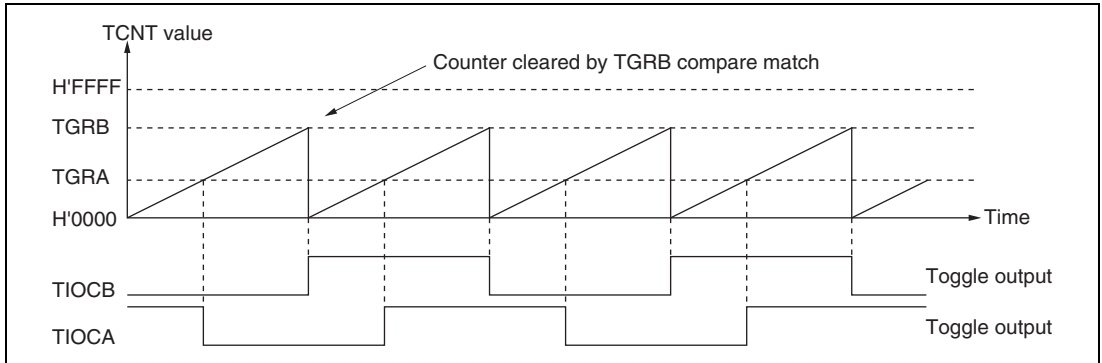 TCNT value
Counter cleared by TGRB compare match
H'FFFF
TGRB
TGRA
H'0000
Time
TIOCB
Toggle output
TIOCA
Toggle output